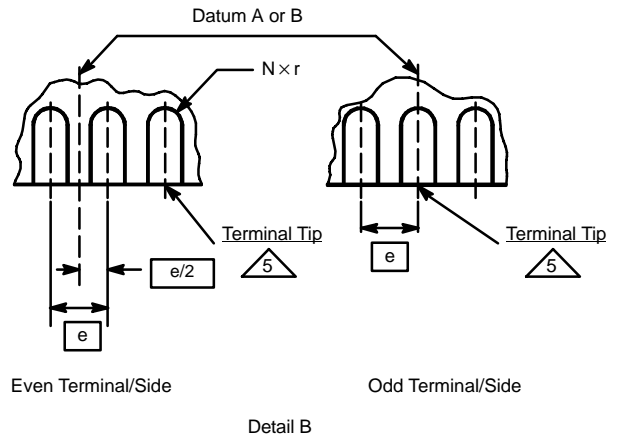 Datum A or B
N × r
Terminal Tip
5
e/2
e
Terminal Tip
5
e
Even Terminal/Side
Odd Terminal/Side
Detail B